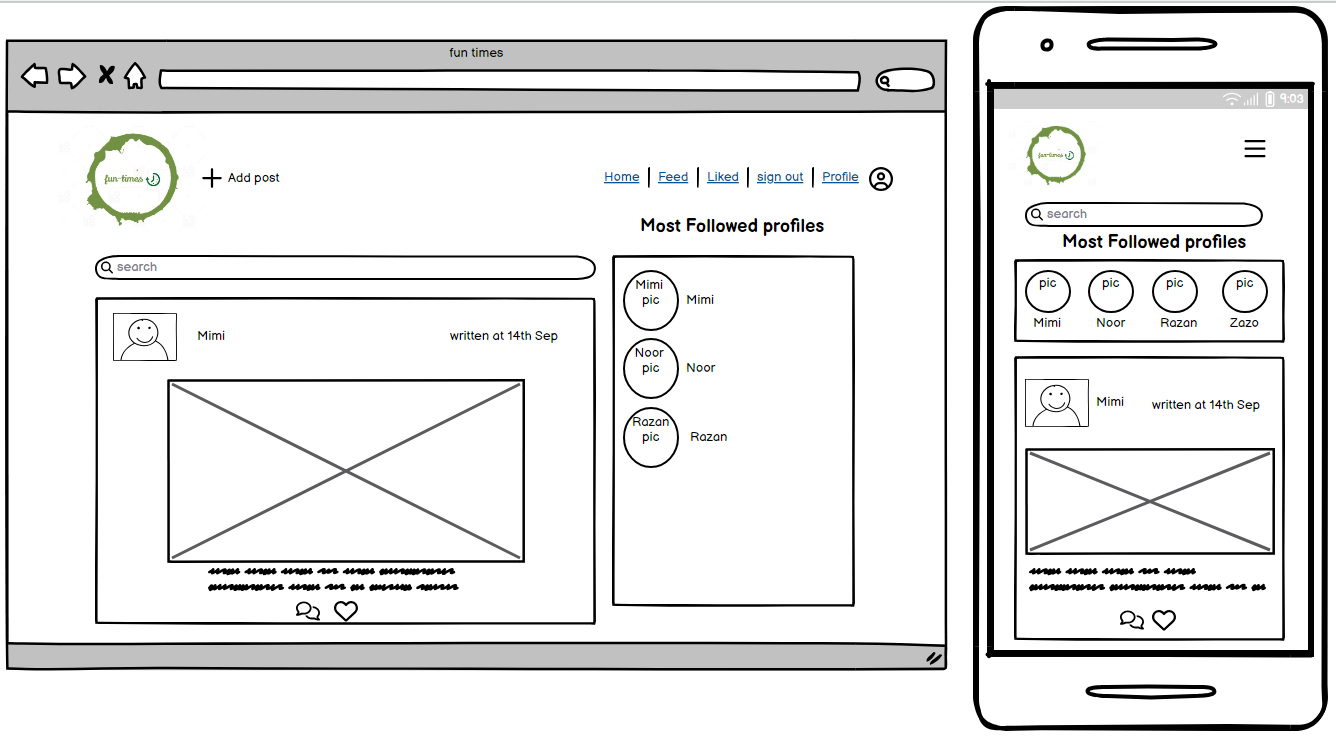 fun times
fun-times
Add post
Home
Feed
Liked
sign out
Profile
Most Followed profiles
search
Mimi
written at 14th Sep
Mimi
pic
Mimi
Noor
pic
Noor
Razan
pic
Razan
9:03
fun-times
search
Most Followed profiles
pic
pic
pic
pic
Mimi
Noor
Razan
Zazo
Mimi
written at 14th Sep